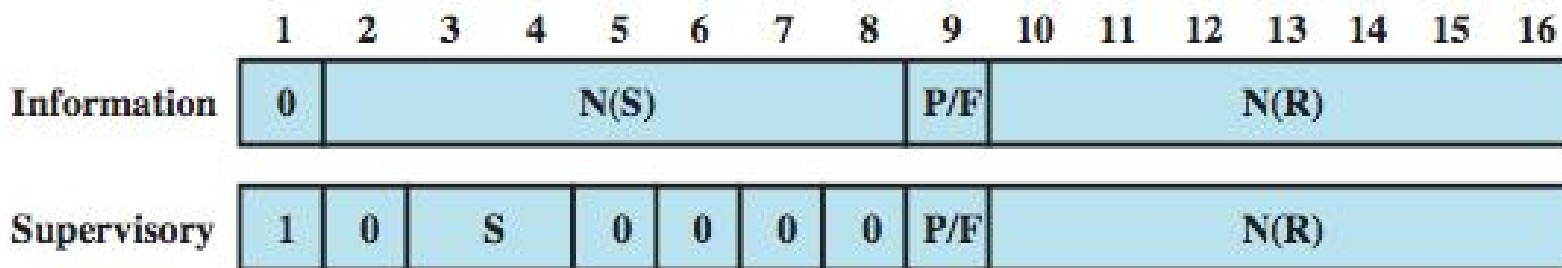 1 2 3 4 5 6 7 8 9 10 11 12 13 14 15 16
Information 0 N(S) P/F N(R)
Supervisory 1 0 S 0 0 0 0 P/F N(R)